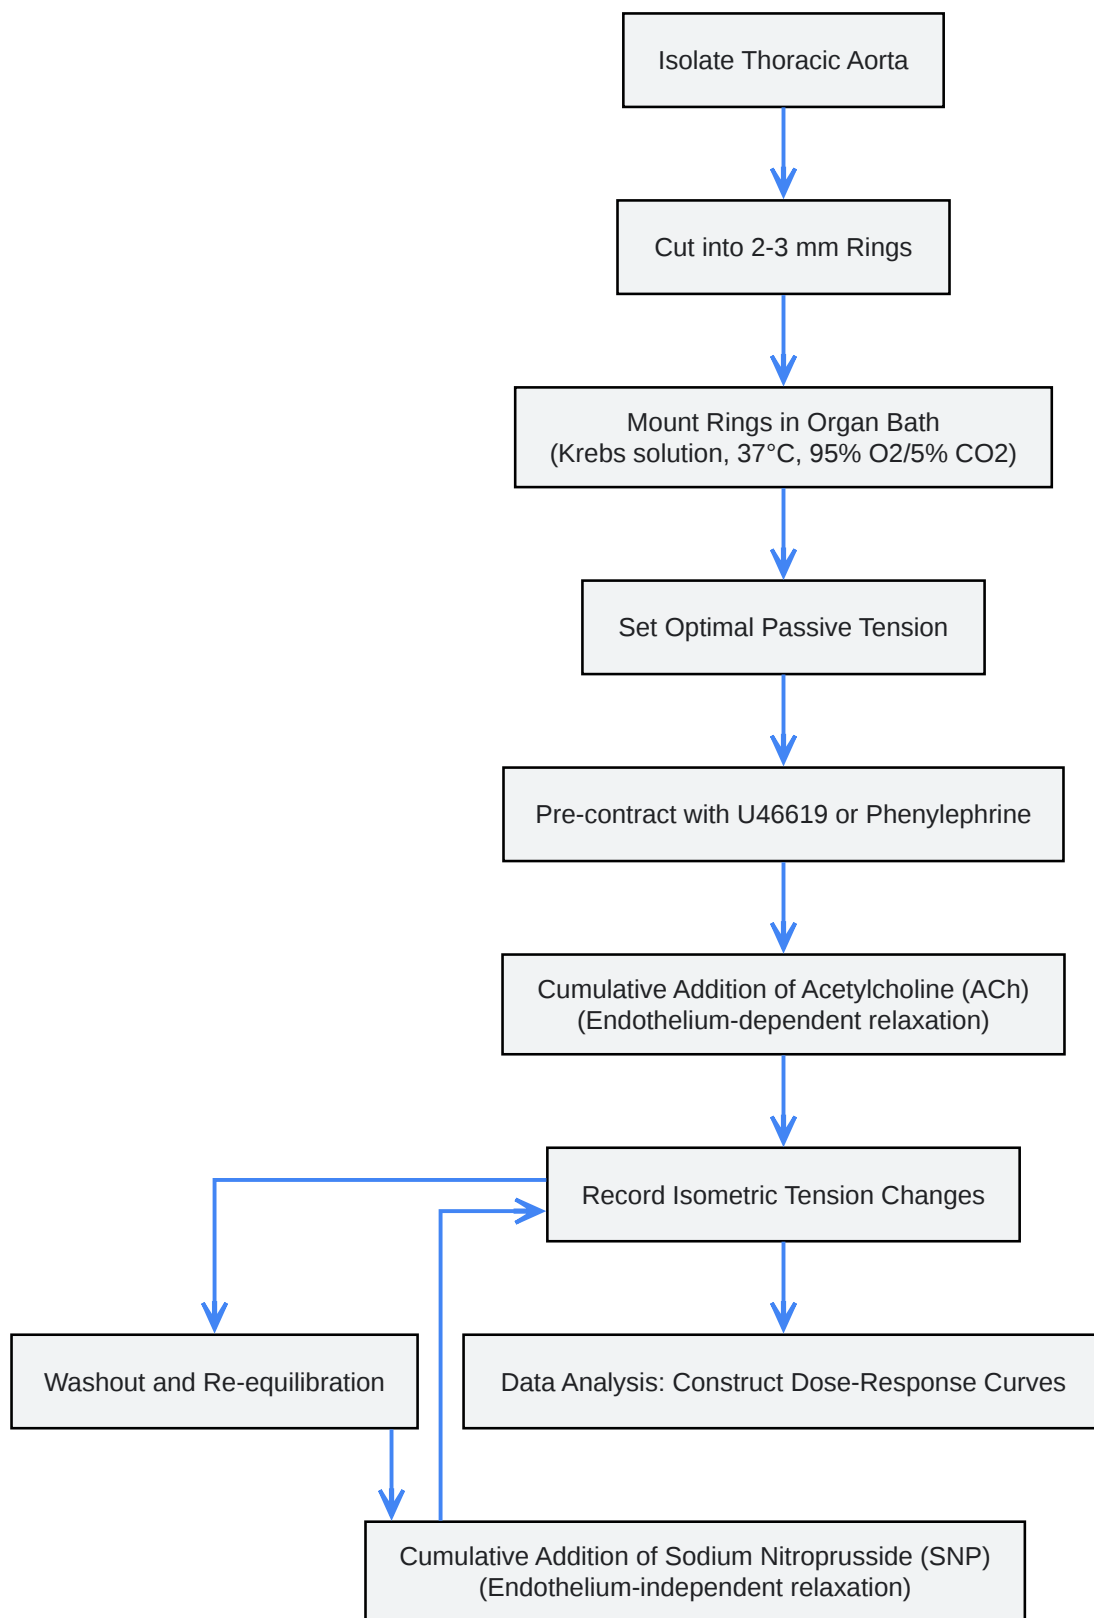 Isolate Thoracic Aorta
Cut into 2-3 mm Rings
Mount Rings in Organ Bath
(Krebs solution, 37°C, 95% O2/5% CO2)
Set Optimal Passive Tension
Pre-contract with U46619 or Phenylephrine
Cumulative Addition of Acetylcholine (ACh)
(Endothelium-dependent relaxation)
Record Isometric Tension Changes
Washout and Re-equilibration
Data Analysis: Construct Dose-Response Curves
Cumulative Addition of Sodium Nitroprusside (SNP)
(Endothelium-independent relaxation)